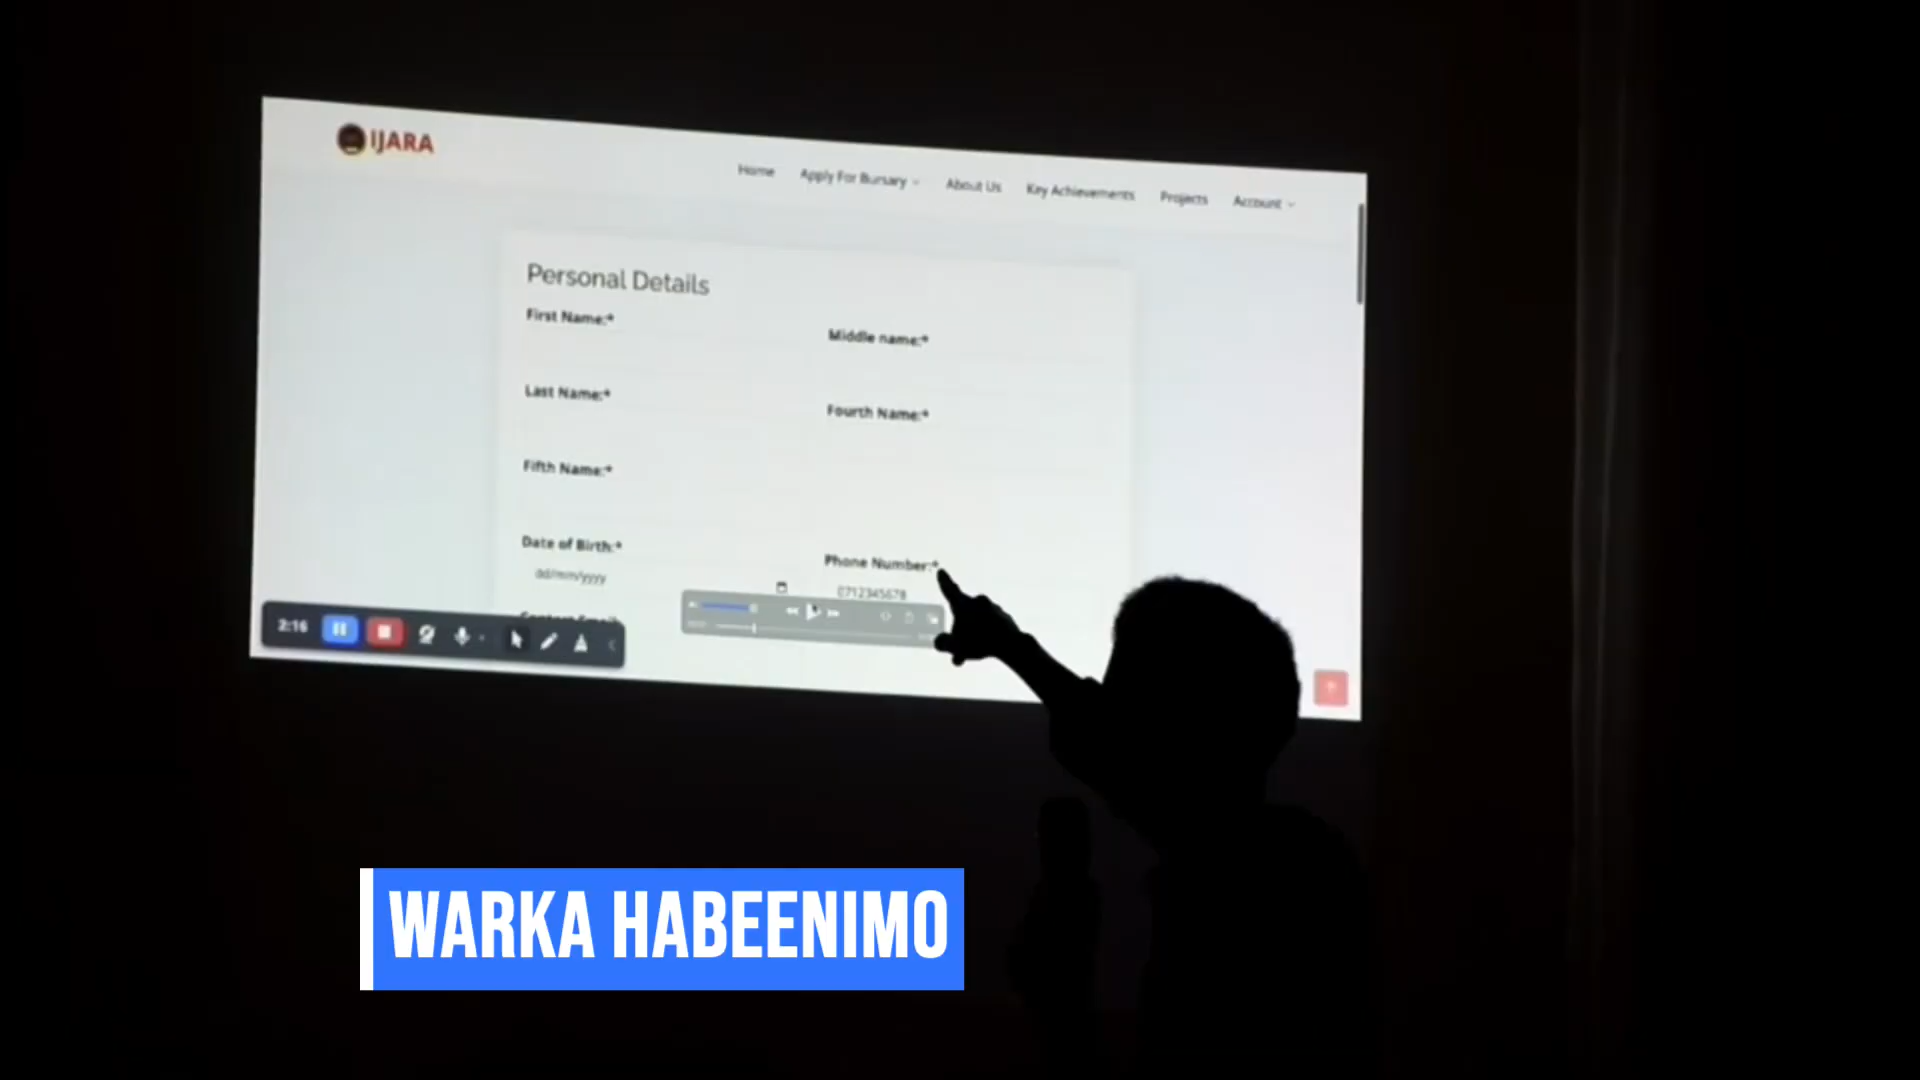 IJARA
Home Apply For Bursary About Us Key Achievements Projects Account
Personal Details
First Name:* Middle name:*
Last Name:* Fourth Name:*
Fifth Name:*
Date of Birth:* Phone Number:*
dd/mm/yyyy 0712345678
2:16
WARKA HABEENIMO